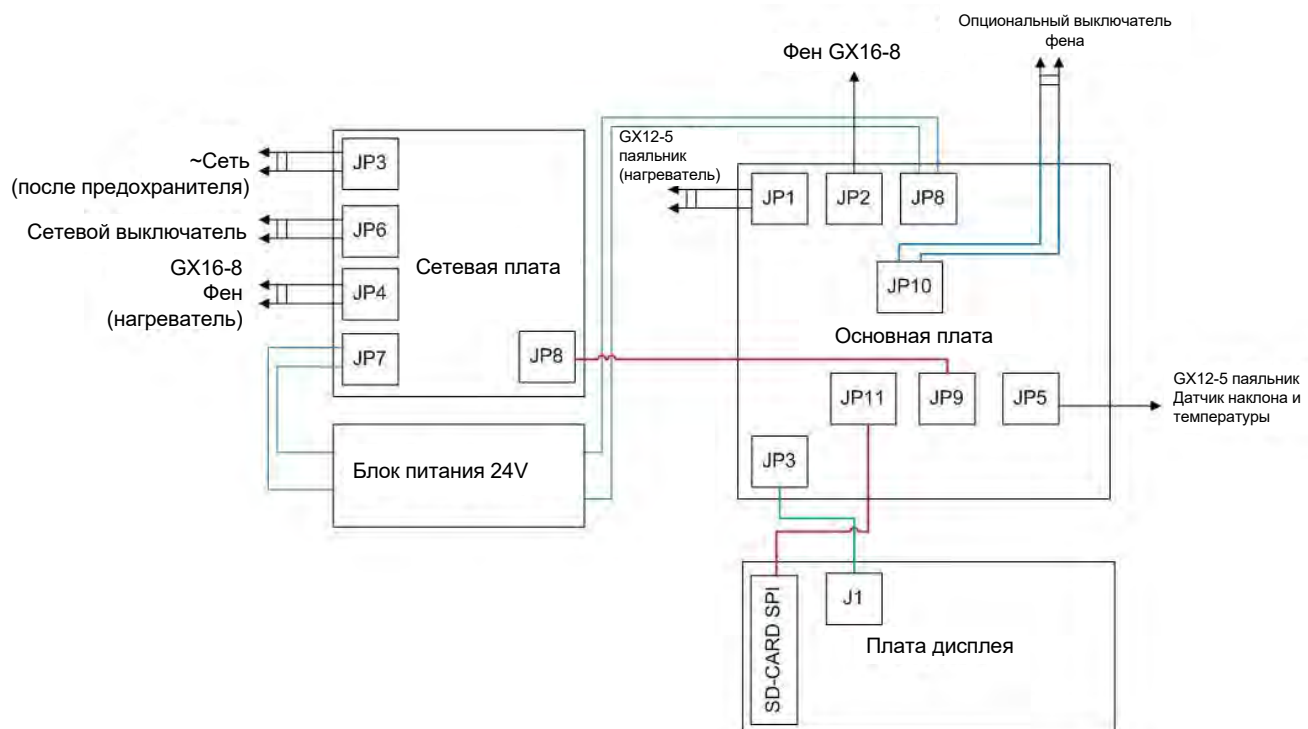 Опциональный выключатель
фена
Фен GX16-8
GX12-5
паяльник
(нагреватель)
~Сеть
(после предохранителя)
JP3
JP1
JP2
JP8
Сетевой выключатель
JP6
Сетевая плата
GX16-8
Фен
(нагреватель)
JP4
JP10
Основная плата
JP7
JP8
JP11
JP9
JP5
GX12-5 паяльник
Датчик наклона и
температуры
Блок питания 24V
JP3
SD-CARD SPI
J1
Плата дисплея